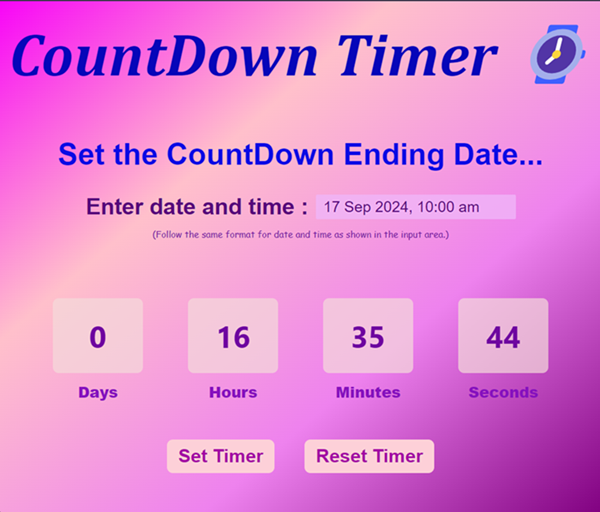 CountDown Timer
Set the CountDown Ending Date...
Enter date and time : 17 Sep 2024, 10:00 am
(Follow the same format for date and time as shown in the input area.)
0 16 35 44
Days Hours Minutes Seconds
Set Timer Reset Timer